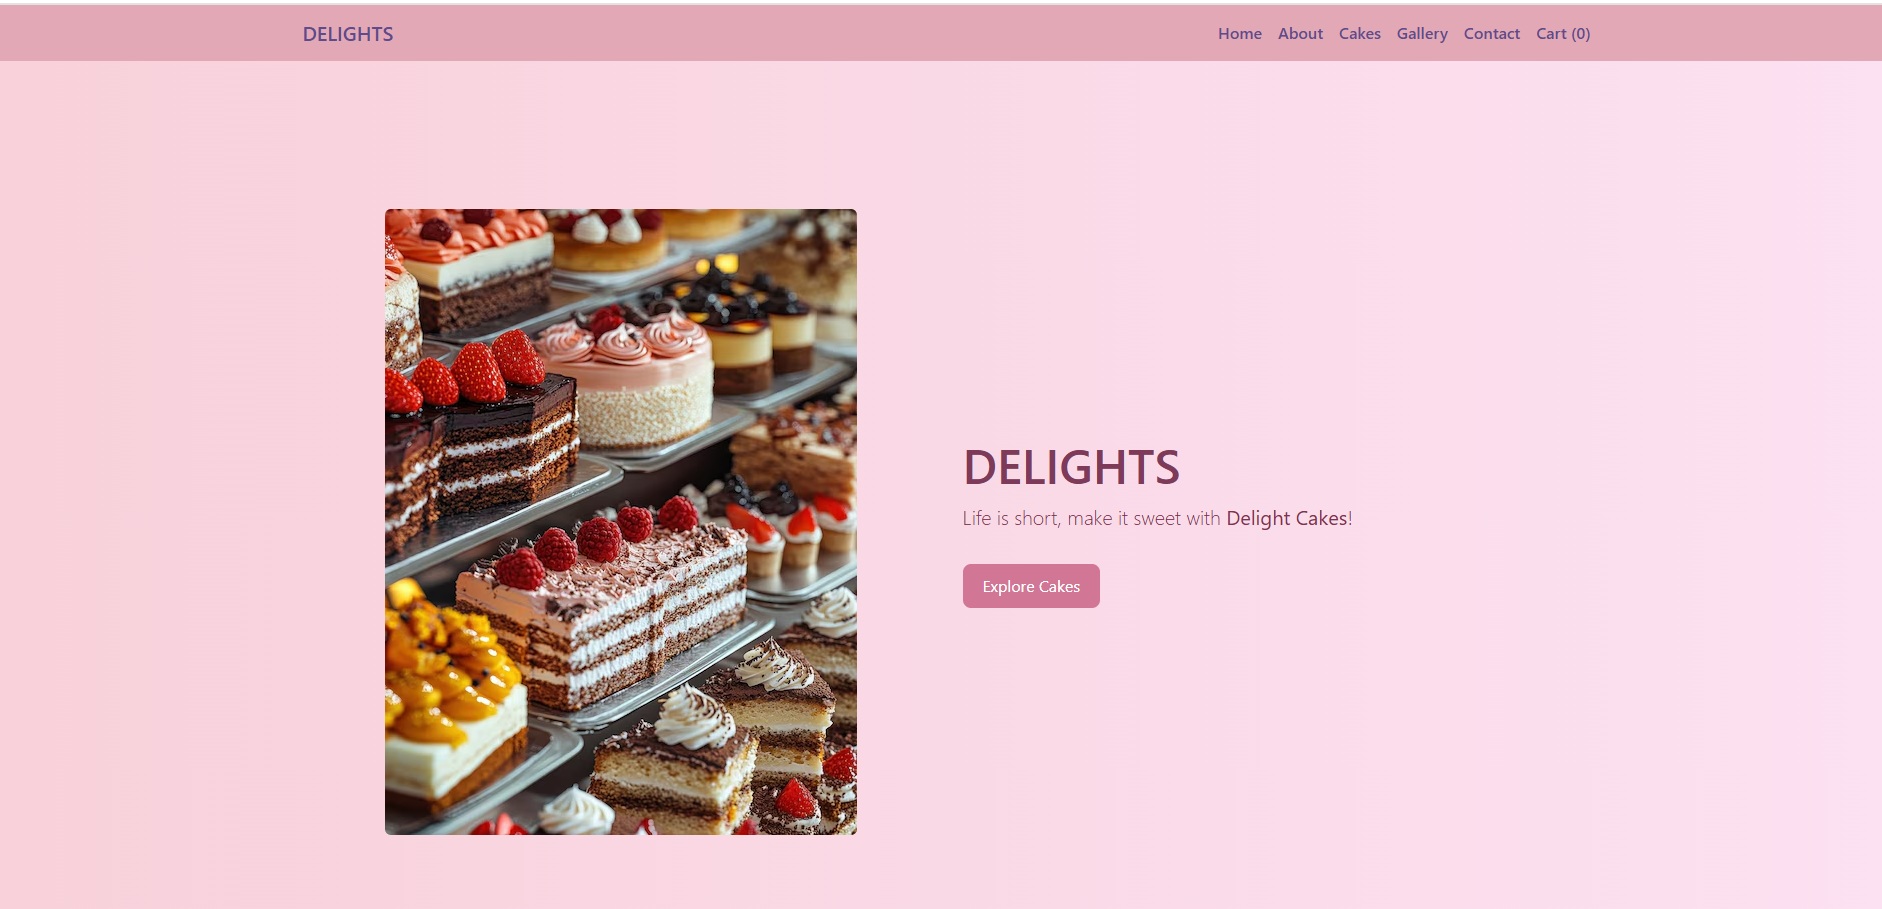 DELIGHTS
Home About Cakes Gallery Contact Cart (0)
DELIGHTS
Life is short, make it sweet with Delight Cakes!
Explore Cakes